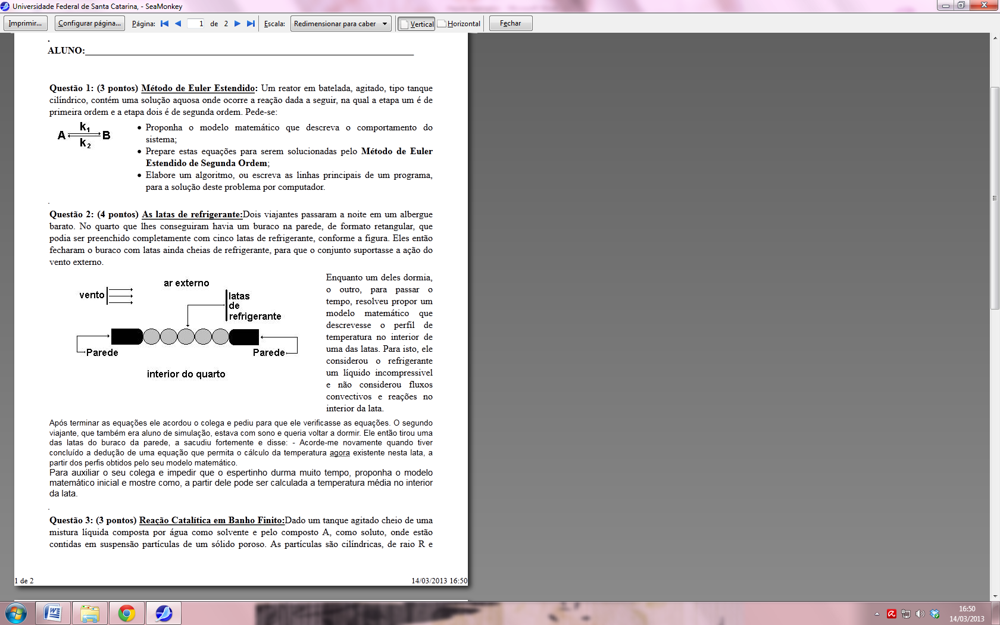 Universidade Federal de Santa Catarina, - SeaMonkey
Imprimir... Configurar página... Página: 1 de 2 Escala: Redimensionar para caber Vertical Horizontal Fechar
.
ALUNO:______________________________________________________________________
Questão 1: (3 pontos) Método de Euler Estendido: Um reator em batelada, agitado, tipo tanque
cilíndrico, contém uma solução aquosa onde ocorre a reação dada a seguir, na qual a etapa um é de
primeira ordem e a etapa dois é de segunda ordem. Pede-se:
k1
A B
k2
• Proponha o modelo matemático que descreva o comportamento do
sistema;
• Prepare estas equações para serem solucionadas pelo Método de Euler
Estendido de Segunda Ordem;
• Elabore um algoritmo, ou escreva as linhas principais de um programa,
para a solução deste problema por computador.
.
Questão 2: (4 pontos) As latas de refrigerante:Dois viajantes passaram a noite em um albergue
barato. No quarto que lhes conseguiram havia um buraco na parede, de formato retangular, que
podia ser preenchido completamente com cinco latas de refrigerante, conforme a figura. Eles então
fecharam o buraco com latas ainda cheias de refrigerante, para que o conjunto suportasse a ação do
vento externo.
ar externo
vento
latas
de
refrigerante
Parede
Parede
interior do quarto
Enquanto um deles dormia,
o outro, para passar o
tempo, resolveu propor um
modelo matemático que
descrevesse o perfil de
temperatura no interior de
uma das latas. Para isto, ele
considerou o refrigerante
um líquido incompressivel
e não considerou fluxos
convectivos e reações no
interior da lata.
Após terminar as equações ele acordou o colega e pediu para que ele verificasse as equações. O segundo
viajante, que também era aluno de simulação, estava com sono e queria voltar a dormir. Ele então tirou uma
das latas do buraco da parede, a sacudiu fortemente e disse: - Acorde-me novamente quando tiver
concluído a dedução de uma equação que permita o cálculo da temperatura agora existente nesta lata, a
partir dos perfis obtidos pelo seu modelo matemático.
Para auxiliar o seu colega e impedir que o espertinho durma muito tempo, proponha o modelo
matemático inicial e mostre como, a partir dele pode ser calculada a temperatura média no interior
da lata.
.
Questão 3: (3 pontos) Reação Catalítica em Banho Finito:Dado um tanque agitado cheio de uma
mistura líquida composta por água como solvente e pelo composto A, como soluto, onde estão
contidas em suspensão partículas de um sólido poroso. As partículas são cilíndricas, de raio R e
1 de 2 14/03/2013 16:50
16:50
14/03/2013